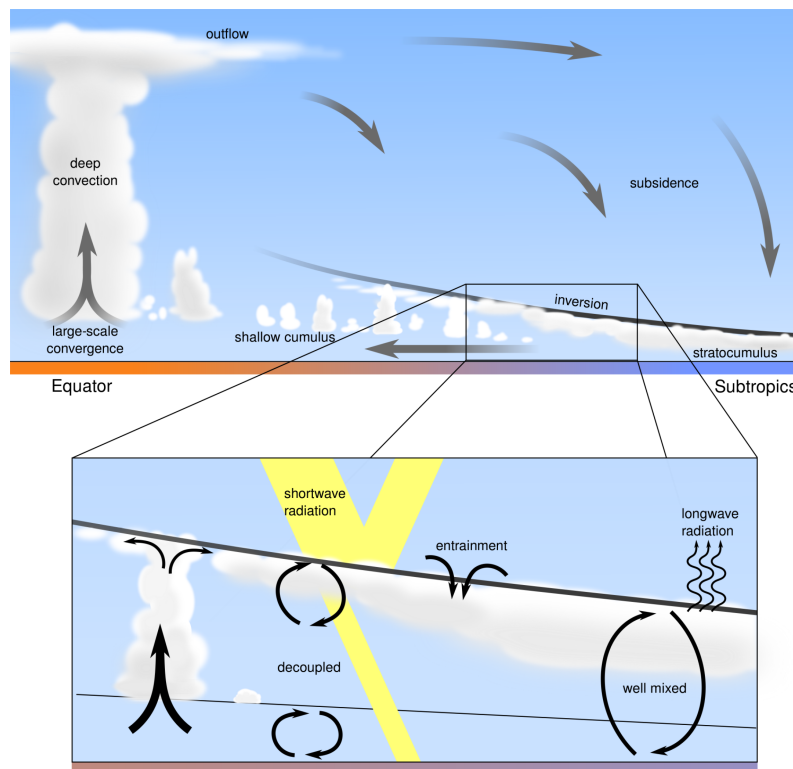 outflow
deep
convection
subsidence
large-scale
convergence
shallow cumulus
inversion
stratocumulus
Equator
Subtropics
shortwave
radiation
entrainment
longwave
radiation
decoupled
well mixed